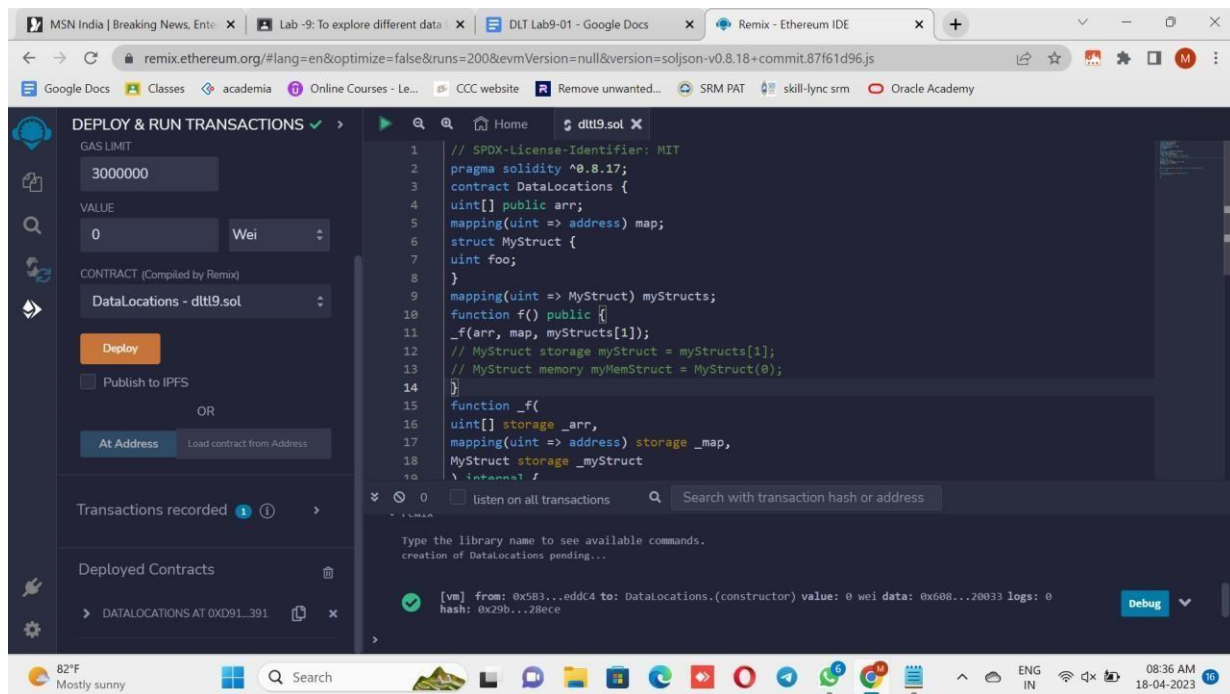 MSN India | Breaking News, Ente
Lab -9: To explore different data
DLT Lab9-01 - Google Docs
Remix - Ethereum IDE
remix.ethereum.org/#lang=en&optimize=false&runs=200&evmVersion=null&version=soljson-v0.8.18+commit.87f61d96.js
M
Google Docs Classes academia Online Courses - Le... CCC website Remove unwanted... SRM PAT skill-lync srm Oracle Academy
DEPLOY & RUN TRANSACTIONS
GAS LIMIT
3000000
VALUE
0 Wei
CONTRACT (Compiled by Remix)
DataLocations - dltl9.sol
Deploy
Publish to IPFS
OR
At Address Load contract from Address
Transactions recorded 1
Deployed Contracts
DATALOCATIONS AT 0XD91...391
Home dltl9.sol
1 // SPDX-License-Identifier: MIT
2 pragma solidity ^0.8.17;
3 contract DataLocations {
4 uint[] public arr;
5 mapping(uint => address) map;
6 struct MyStruct {
7 uint foo;
8 }
9 mapping(uint => MyStruct) myStructs;
10 function f() public {
11 _f(arr, map, myStructs[1]);
12 // MyStruct storage myStruct = myStructs[1];
13 // MyStruct memory myMemStruct = MyStruct(0);
14 }
15 function _f(
16 uint[] storage _arr,
17 mapping(uint => address) storage _map,
18 MyStruct storage _myStruct
19 ) internal {
0 listen on all transactions Search with transaction hash or address
Type the library name to see available commands.
creation of DataLocations pending...
[vm] from: 0x5B3...eddC4 to: DataLocations.(constructor) value: 0 wei data: 0x608...20033 logs: 0
hash: 0x29b...28ece
Debug
>
82°F
Mostly sunny
Search
6
M
ENG
IN
08:36 AM
18-04-2023
16